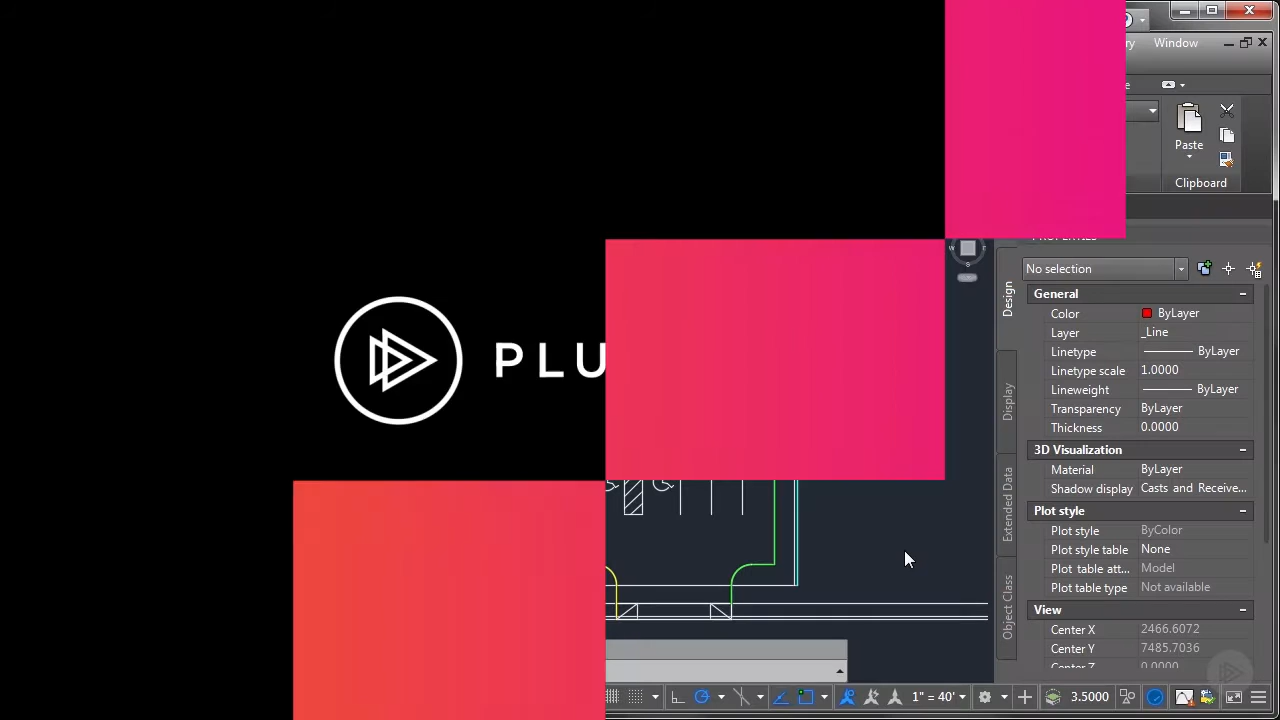 Window
Paste
Clipboard
PLU
W
E
S
No selection
General
Color ByLayer
Layer _Line
Linetype ByLayer
Linetype scale 1.0000
Lineweight ByLayer
Transparency ByLayer
Thickness 0.0000
3D Visualization
Material ByLayer
Shadow display Casts and Receive...
Plot style
Plot style ByColor
Plot style table None
Plot table att... Model
Plot table type Not available
View
Center X 2466.6072
Center Y 7485.7036
Center Z 0.0000
Design
Display
Extended Data
Object Class
1" = 40' 3.5000